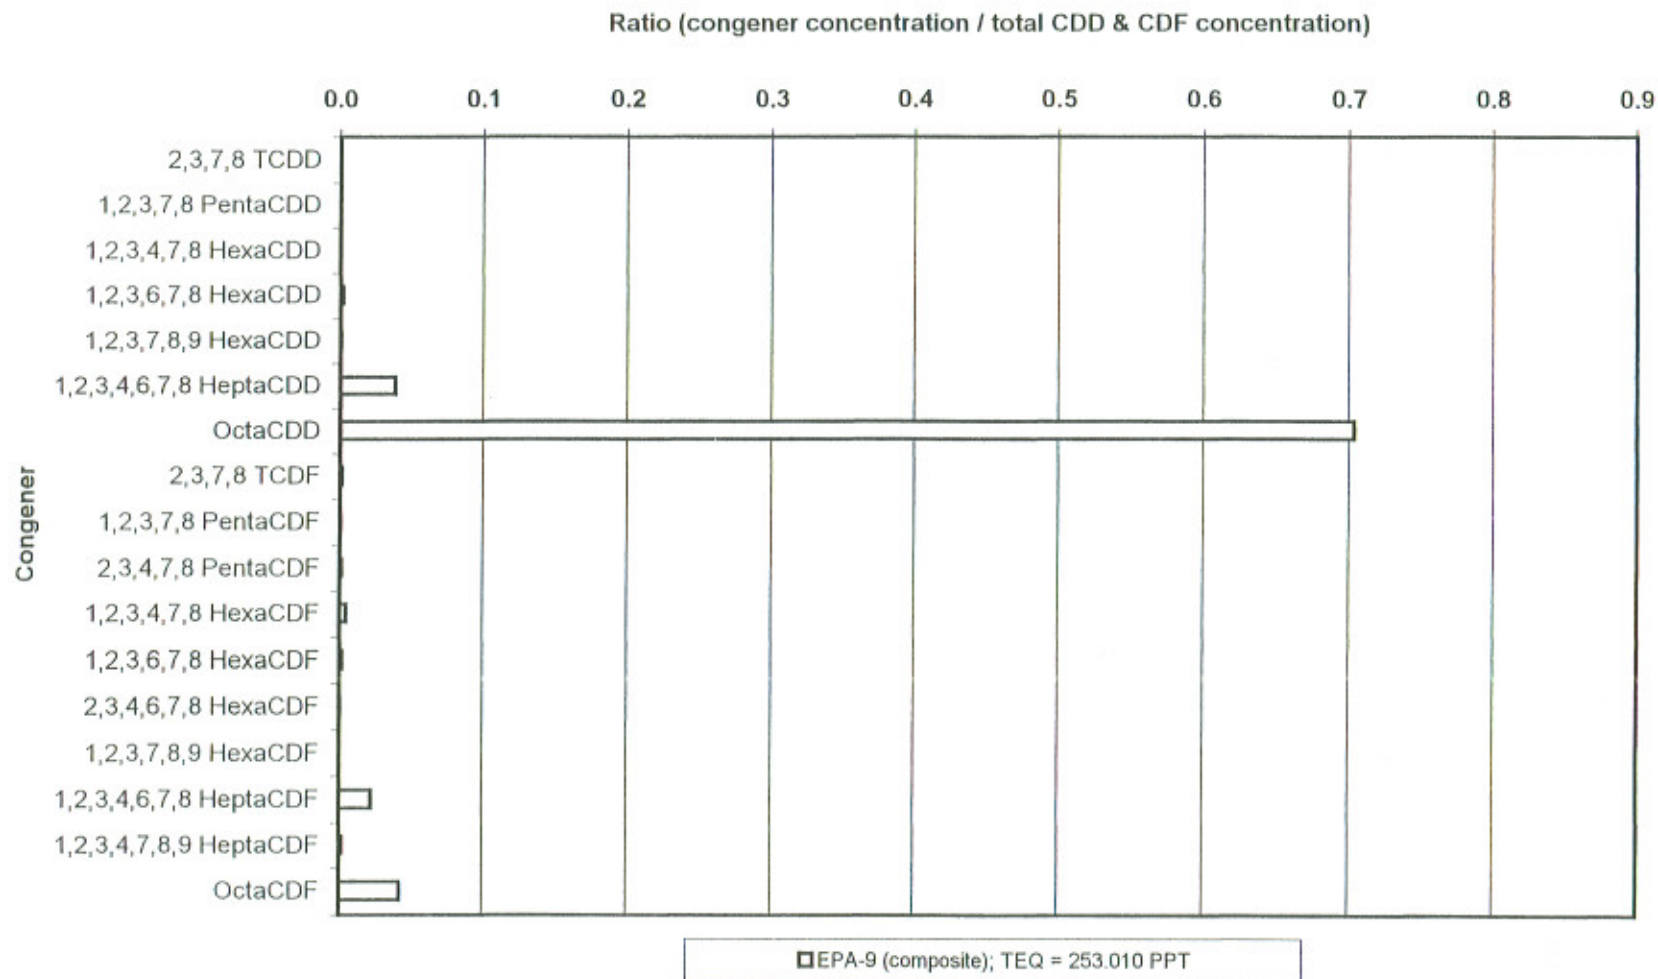 Ratio (congener concentration / total CDD & CDF concentration)
0.0 0.1 0.2 0.3 0.4 0.5 0.6 0.7 0.8 0.9
Congener
2,3,7,8 TCDD
1,2,3,7,8 PentaCDD
1,2,3,4,7,8 HexaCDD
1,2,3,6,7,8 HexaCDD
1,2,3,7,8,9 HexaCDD
1,2,3,4,6,7,8 HeptaCDD
OctaCDD
2,3,7,8 TCDF
1,2,3,7,8 PentaCDF
2,3,4,7,8 PentaCDF
1,2,3,4,7,8 HexaCDF
1,2,3,6,7,8 HexaCDF
2,3,4,6,7,8 HexaCDF
1,2,3,7,8,9 HexaCDF
1,2,3,4,6,7,8 HeptaCDF
1,2,3,4,7,8,9 HeptaCDF
OctaCDF
EPA-9 (composite); TEQ = 253.010 PPT